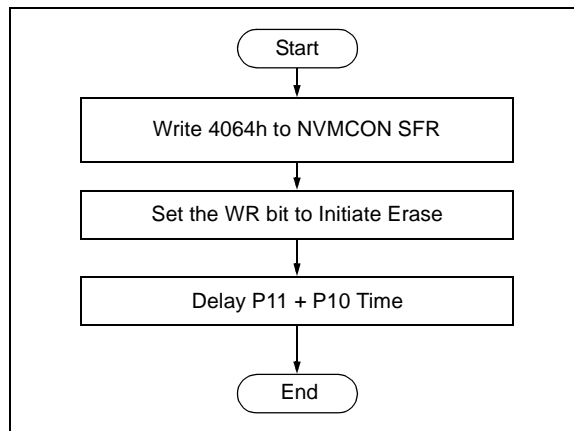 Start
Write 4064h to NVMCON SFR
Set the WR bit to Initiate Erase
Delay P11 + P10 Time
End